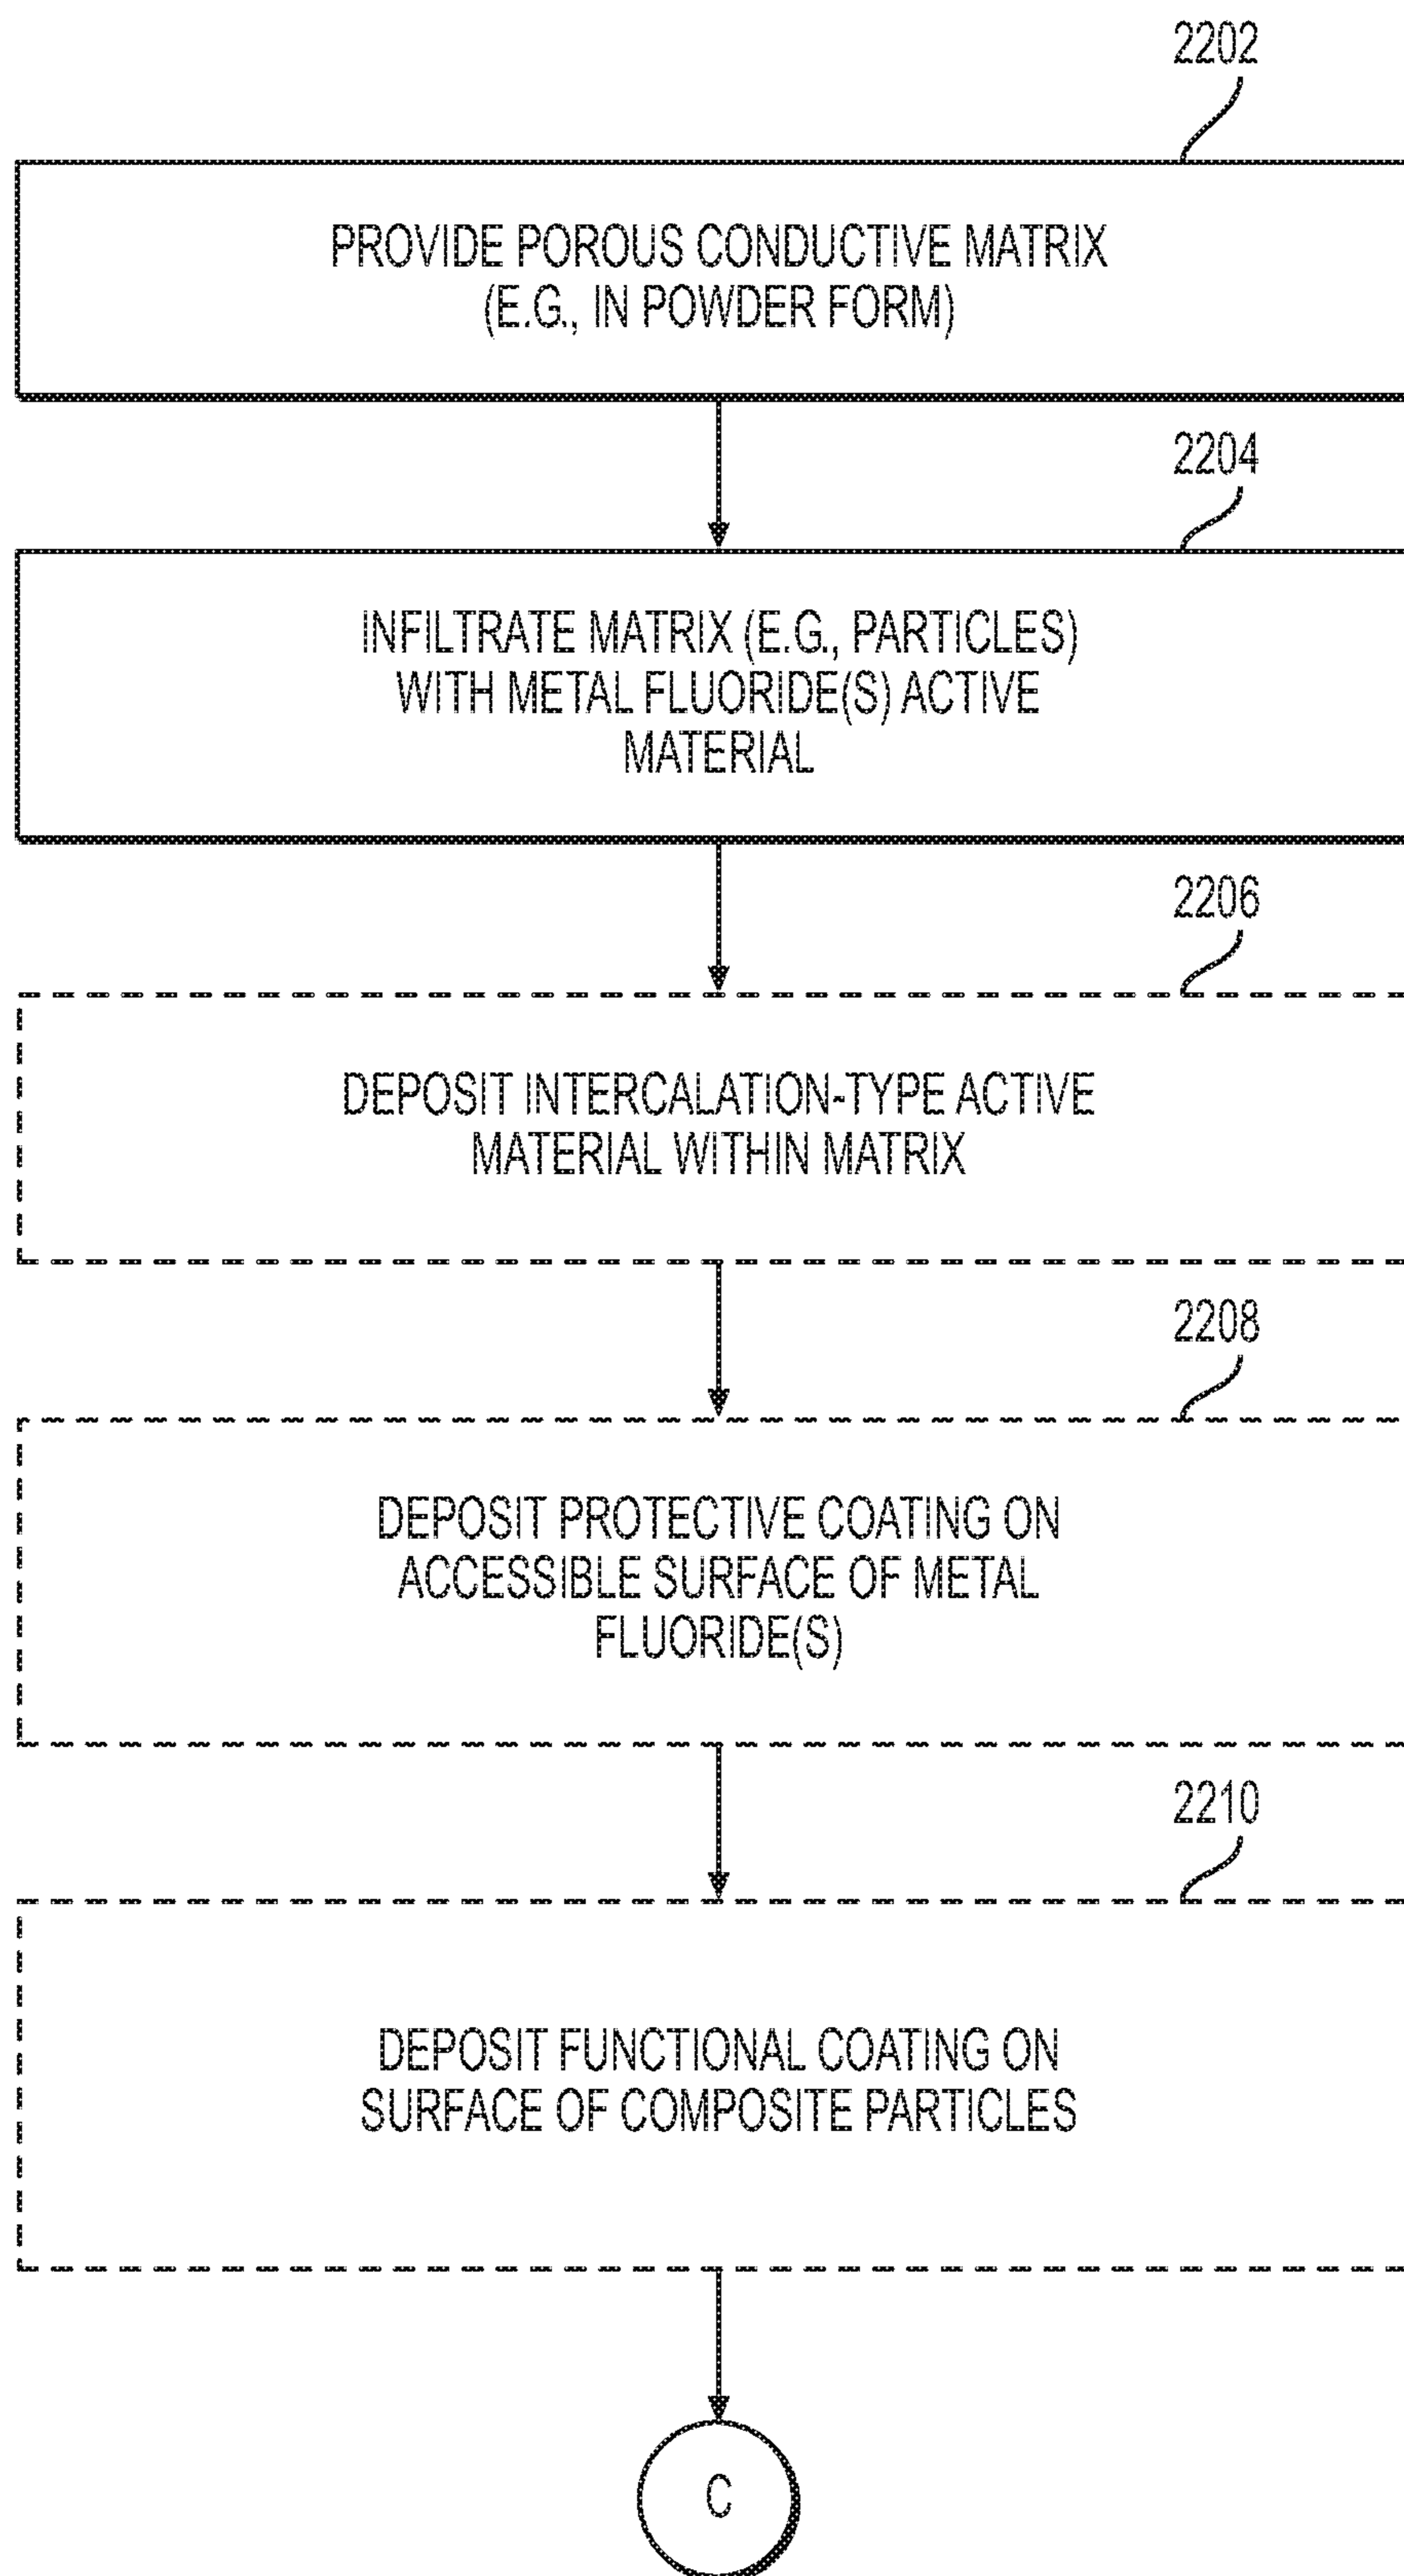 2202
PROVIDE POROUS CONDUCTIVE MATRIX
(E.G., IN POWDER FORM)
2204
INFILTRATE MATRIX (E.G., PARTICLES)
WITH METAL FLUORIDE(S) ACTIVE
MATERIAL
2206
DEPOSIT INTERCALATION-TYPE ACTIVE
MATERIAL WITHIN MATRIX
2208
DEPOSIT PROTECTIVE COATING ON
ACCESSIBLE SURFACE OF METAL
FLUORIDE(S)
2210
DEPOSIT FUNCTIONAL COATING ON
SURFACE OF COMPOSITE PARTICLES
C